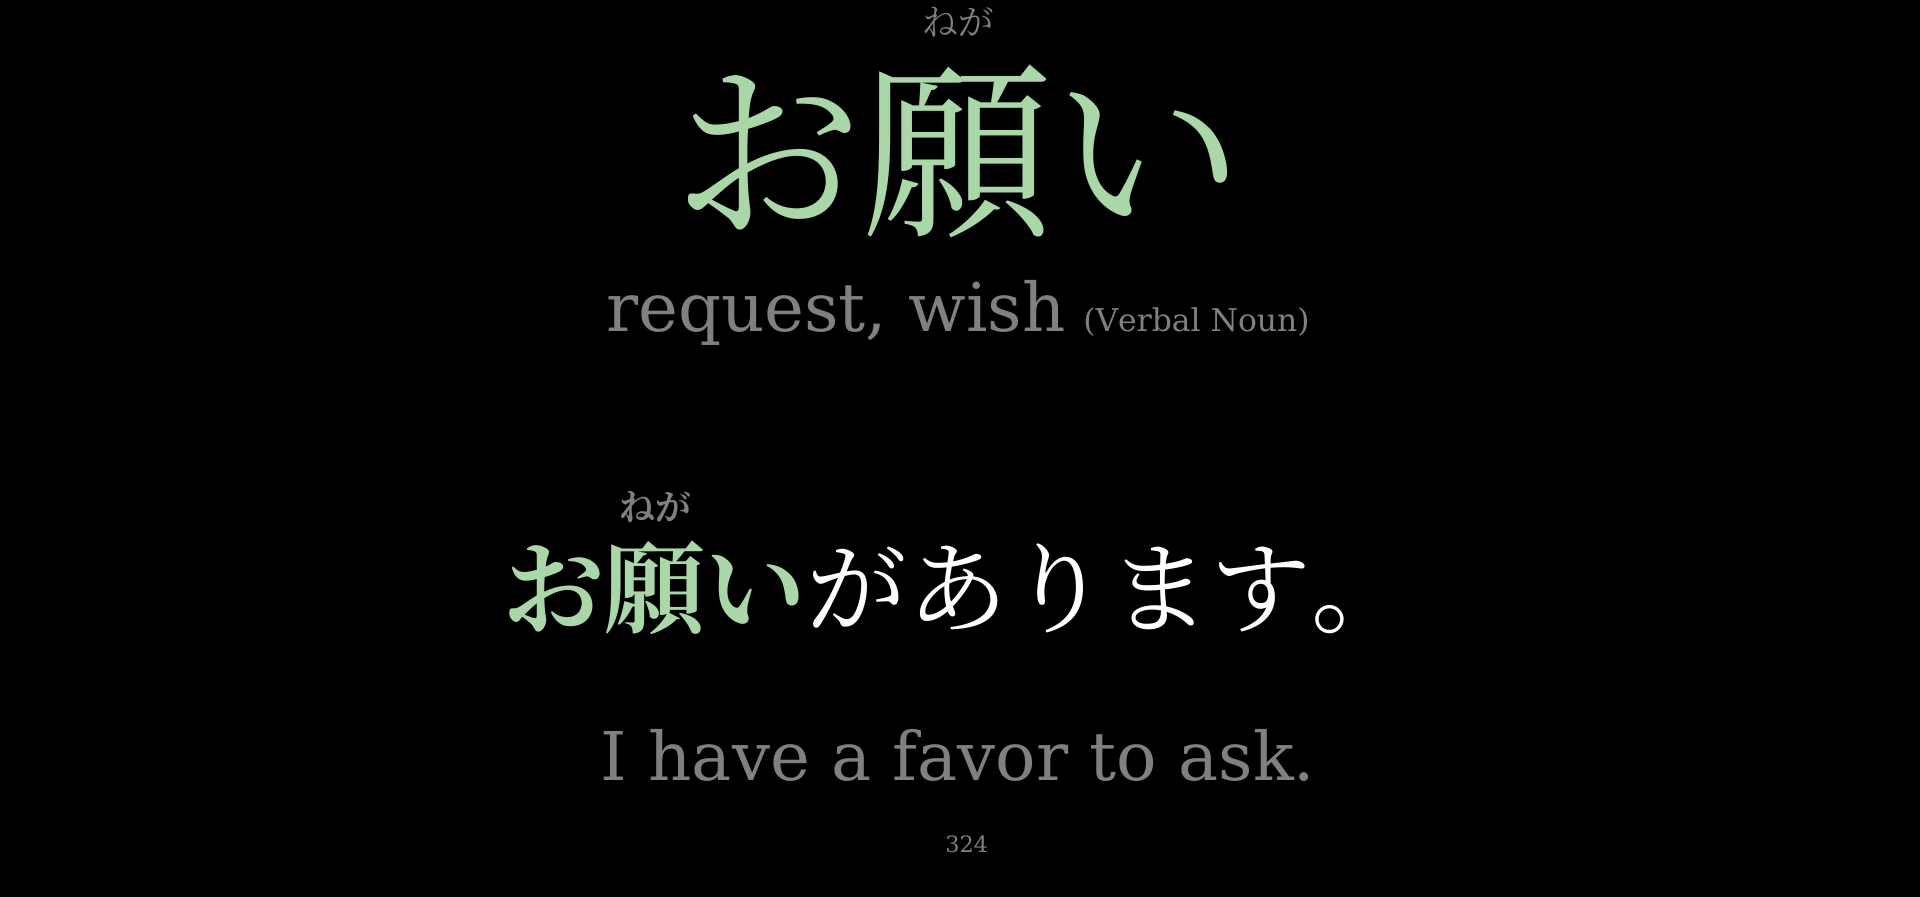 ねが
お願い
request, wish (Verbal Noun)
ねが
お願いがあります。
I have a favor to ask.
324